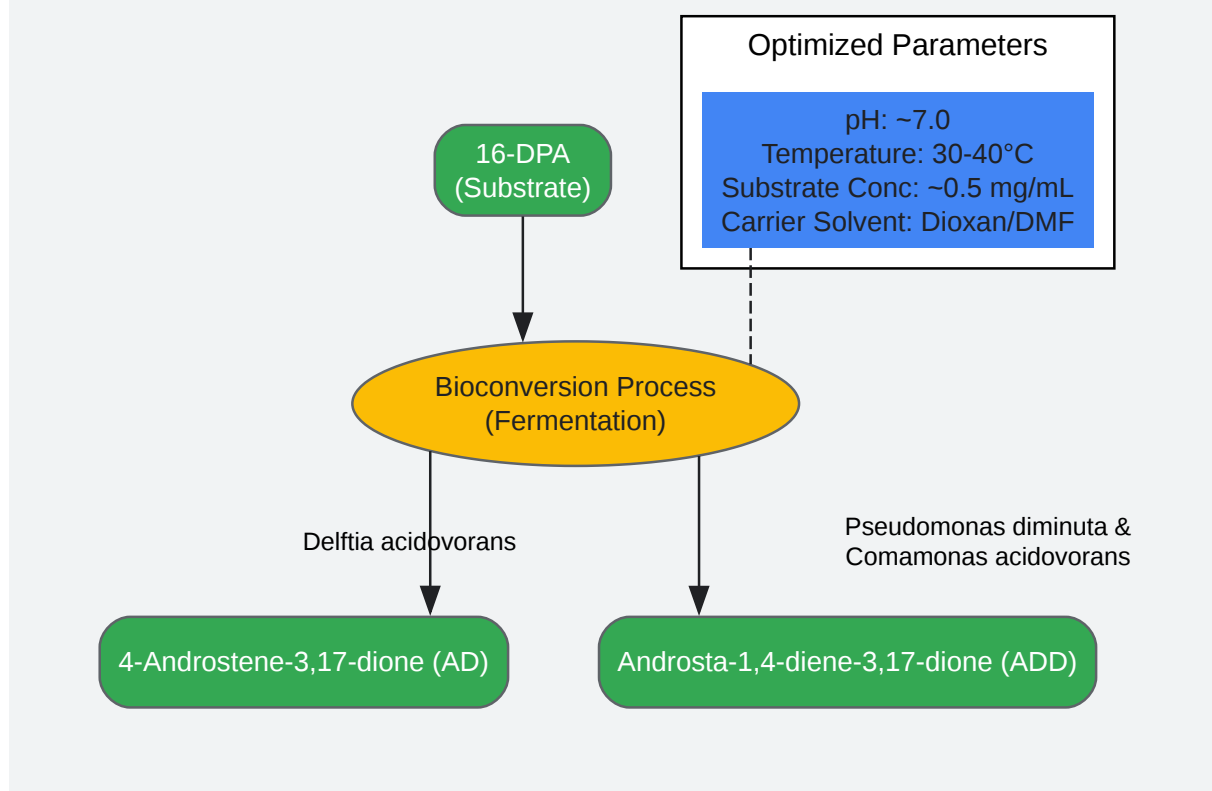 Optimized Parameters
pH: ~7.0
Temperature: 30-40°C
Substrate Conc: ~0.5 mg/mL
Carrier Solvent: Dioxan/DMF
16-DPA
(Substrate)
Bioconversion Process
(Fermentation)
Delftia acidovorans
Pseudomonas diminuta &
Comamonas acidovorans
4-Androstene-3,17-dione (AD)
Androsta-1,4-diene-3,17-dione (ADD)